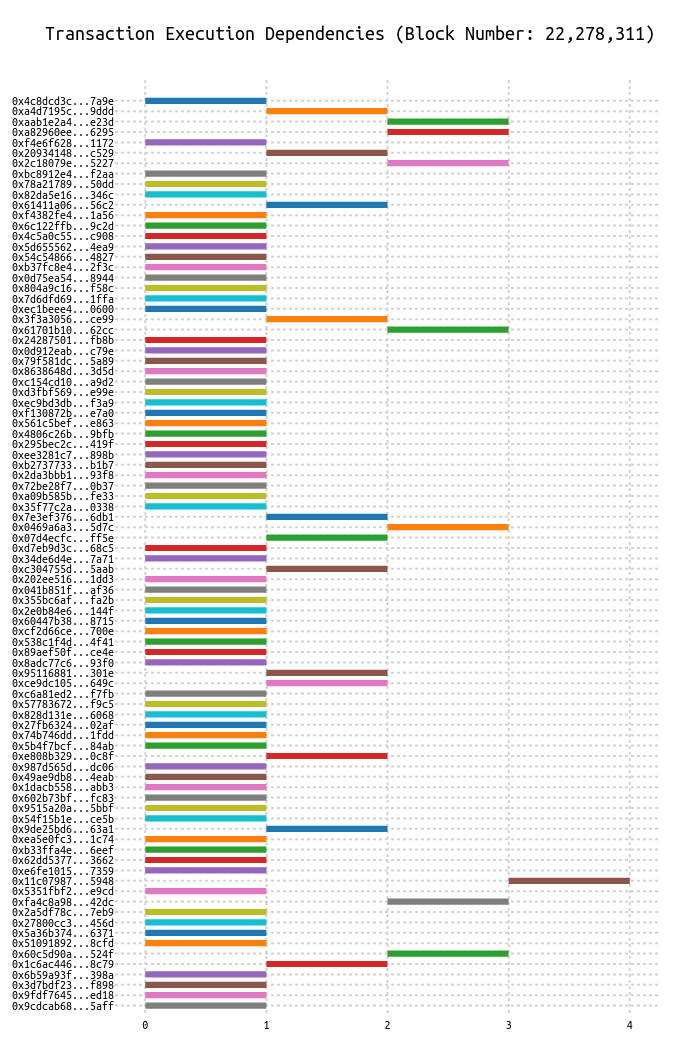 Transaction Execution Dependencies (Block Number: 22,278,311)
0x4c8dcd3c...7a9e
0xa4d7195c...9ddd
0xaab1e2a4...e23d
0xa82960ee...6295
0xf4e6f628...1172
0x20934148...c529
0x2c18079e...5227
0xbc8912e4...f2aa
0x78a21789...50dd
0x82da5e16...346c
0x61411a06...56c2
0xf4382fe4...1a56
0x6c122ffb...9c2d
0x4c5a0c55...c908
0x5d655562...4ea9
0x54c54866...4827
0xb37fc8e4...2f3c
0x0d75ea54...8944
0x804a9c16...f58c
0x7d6dfd69...1ffa
0xec1beee4...0600
0x3f3a3056...ce99
0x61701b10...62cc
0x24287501...fb8b
0x0d912eab...c79e
0x79f581dc...5a89
0x8638648d...3d5d
0xc154cd10...a9d2
0xd3fbf569...e99e
0xec9bd3db...f3a9
0xf130872b...e7a0
0x561c5bef...e863
0x4806c26b...9bfb
0x295bec2c...419f
0xee3281c7...898b
0xb2737733...b1b7
0x2da3bbb1...93f8
0x72be28f7...0b37
0xa09b585b...fe33
0x35f77c2a...0338
0x7e3ef376...6db1
0x0469a6a3...5d7c
0x07d4ecfc...ff5e
0xd7eb9d3c...68c5
0x34de6d4e...7a71
0xc304755d...5aab
0x202ee516...1dd3
0x041b851f...af36
0x355bc6af...fa2b
0x2e0b84e6...144f
0x60447b38...8715
0xcf2d66ce...700e
0x538c1f4d...4f41
0x89aef50f...ce4e
0x8adc77c6...93f0
0x95116881...301e
0xce9dc105...649c
0xc6a81ed2...f7fb
0x57783672...f9c5
0x828d131e...6068
0x27fb6324...02af
0x74b746dd...1fdd
0x5b4f7bcf...84ab
0xe808b329...0c8f
0x987d565d...dc06
0x49ae9db8...4eab
0x1dacb558...abb3
0x602b73bf...fc83
0x9515a20a...5bbf
0x54f15b1e...ce5b
0x9de25bd6...63a1
0xea5e0fc3...1c74
0xb33ffa4e...6eef
0x62dd5377...3662
0xe6fe1015...7359
0x11c07987...5948
0x5351fbf2...e9cd
0xfa4c8a98...42dc
0x2a5df78c...7eb9
0x27800cc3...456d
0x5a36b374...6371
0x51091892...8cfd
0x60c5d90a...524f
0x1c6ac446...8c79
0x6b59a93f...398a
0x3d7bdf23...f898
0x9fdf7645...ed18
0x9cdcab68...5aff
0 1 2 3 4